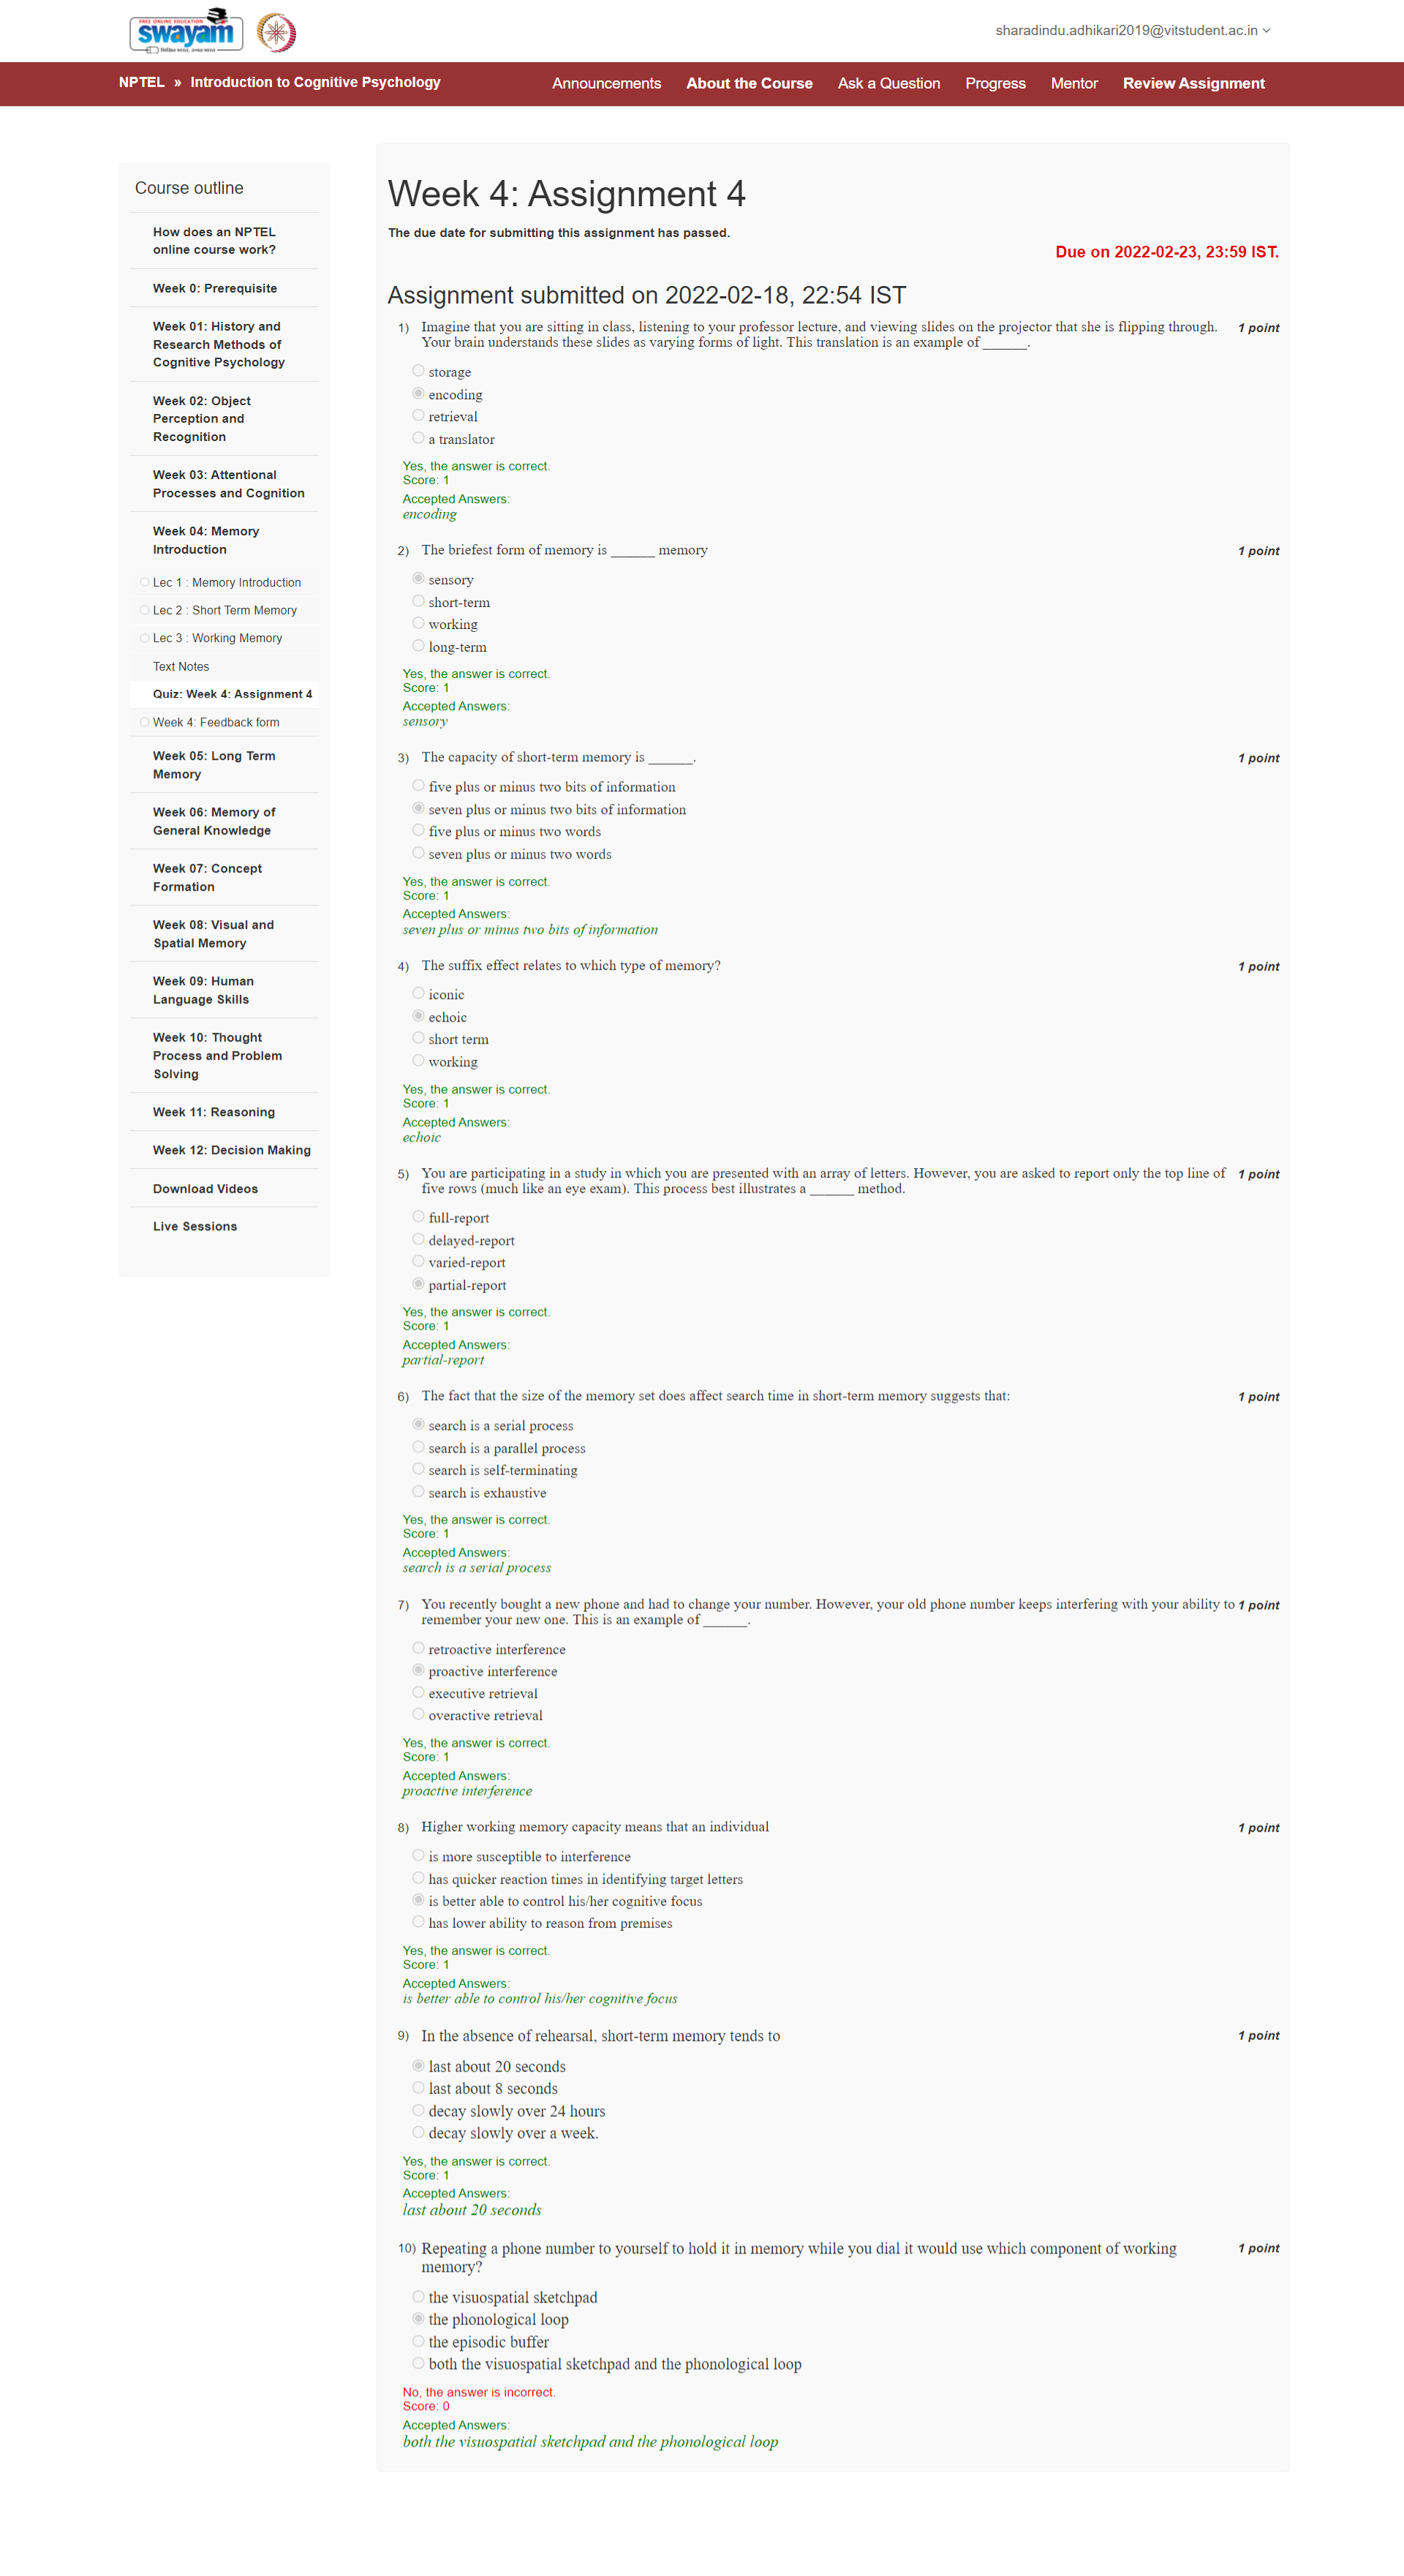 FREE ONLINE EDUCATION
swayam
शिक्षित भारत, उन्नत भारत
sharadindu.adhikari2019@vitstudent.ac.in
NPTEL » Introduction to Cognitive Psychology
Announcements About the Course Ask a Question Progress Mentor Review Assignment
Course outline
How does an NPTEL
online course work?
Week 0: Prerequisite
Week 01: History and
Research Methods of
Cognitive Psychology
Week 02: Object
Perception and
Recognition
Week 03: Attentional
Processes and Cognition
Week 04: Memory
Introduction
Lec 1 : Memory Introduction
Lec 2 : Short Term Memory
Lec 3 : Working Memory
Text Notes
Quiz: Week 4: Assignment 4
Week 4: Feedback form
Week 05: Long Term
Memory
Week 06: Memory of
General Knowledge
Week 07: Concept
Formation
Week 08: Visual and
Spatial Memory
Week 09: Human
Language Skills
Week 10: Thought
Process and Problem
Solving
Week 11: Reasoning
Week 12: Decision Making
Download Videos
Live Sessions
Week 4: Assignment 4
The due date for submitting this assignment has passed.
Due on 2022-02-23, 23:59 IST.
Assignment submitted on 2022-02-18, 22:54 IST
1) Imagine that you are sitting in class, listening to your professor lecture, and viewing slides on the projector that she is flipping through. 1 point
Your brain understands these slides as varying forms of light. This translation is an example of ______.
storage
encoding
retrieval
a translator
Yes, the answer is correct.
Score: 1
Accepted Answers:
encoding
2) The briefest form of memory is ______ memory 1 point
sensory
short-term
working
long-term
Yes, the answer is correct.
Score: 1
Accepted Answers:
sensory
3) The capacity of short-term memory is ______. 1 point
five plus or minus two bits of information
seven plus or minus two bits of information
five plus or minus two words
seven plus or minus two words
Yes, the answer is correct.
Score: 1
Accepted Answers:
seven plus or minus two bits of information
4) The suffix effect relates to which type of memory? 1 point
iconic
echoic
short term
working
Yes, the answer is correct.
Score: 1
Accepted Answers:
echoic
5) You are participating in a study in which you are presented with an array of letters. However, you are asked to report only the top line of 1 point
five rows (much like an eye exam). This process best illustrates a ______ method.
full-report
delayed-report
varied-report
partial-report
Yes, the answer is correct.
Score: 1
Accepted Answers:
partial-report
6) The fact that the size of the memory set does affect search time in short-term memory suggests that: 1 point
search is a serial process
search is a parallel process
search is self-terminating
search is exhaustive
Yes, the answer is correct.
Score: 1
Accepted Answers:
search is a serial process
7) You recently bought a new phone and had to change your number. However, your old phone number keeps interfering with your ability to 1 point
remember your new one. This is an example of ______.
retroactive interference
proactive interference
executive retrieval
overactive retrieval
Yes, the answer is correct.
Score: 1
Accepted Answers:
proactive interference
8) Higher working memory capacity means that an individual 1 point
is more susceptible to interference
has quicker reaction times in identifying target letters
is better able to control his/her cognitive focus
has lower ability to reason from premises
Yes, the answer is correct.
Score: 1
Accepted Answers:
is better able to control his/her cognitive focus
9) In the absence of rehearsal, short-term memory tends to 1 point
last about 20 seconds
last about 8 seconds
decay slowly over 24 hours
decay slowly over a week.
Yes, the answer is correct.
Score: 1
Accepted Answers:
last about 20 seconds
10) Repeating a phone number to yourself to hold it in memory while you dial it would use which component of working 1 point
memory?
the visuospatial sketchpad
the phonological loop
the episodic buffer
both the visuospatial sketchpad and the phonological loop
No, the answer is incorrect.
Score: 0
Accepted Answers:
both the visuospatial sketchpad and the phonological loop